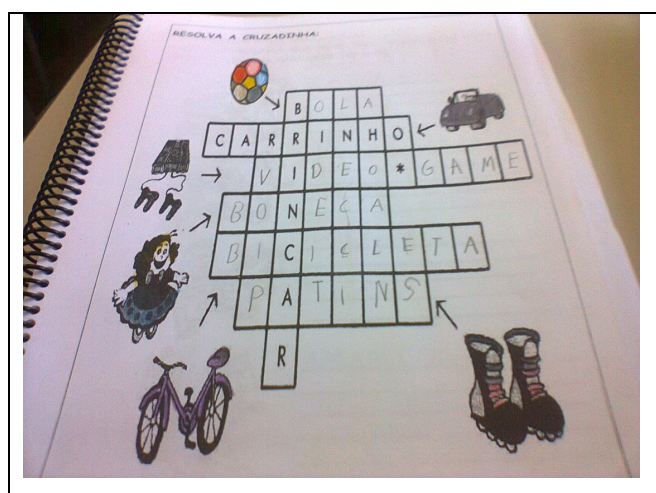 RESOLVA A CRUZADINHA:
BOLA
CARRINHO
VIDEO*GAME
BONECA
BICICLETA
PATINS
R